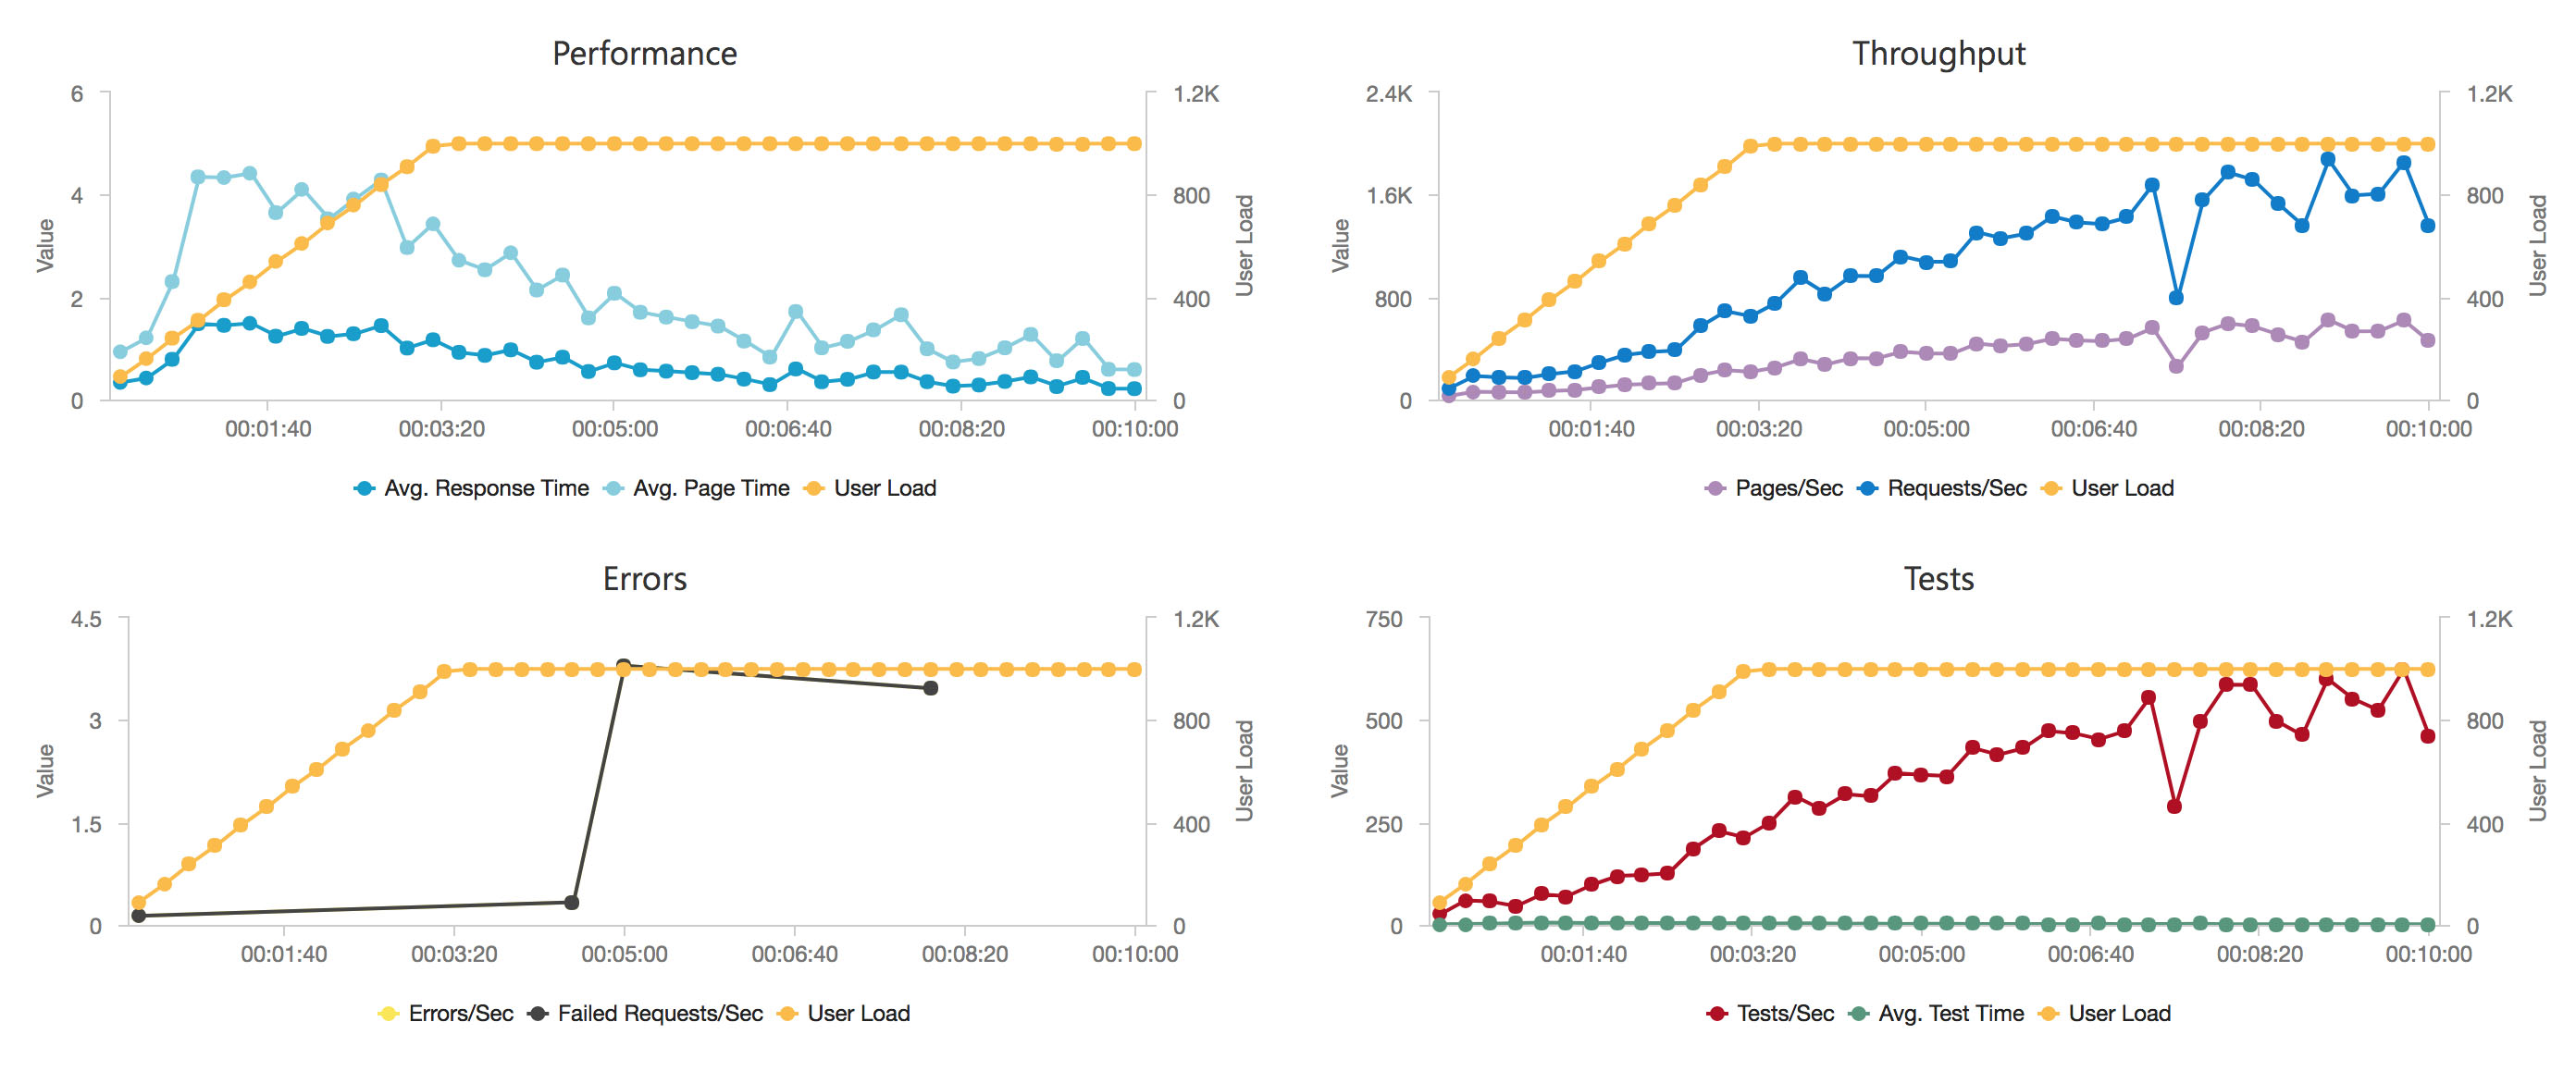 Performance
6
4
2
0
Value
1.2K
800
400
0
User Load
00:01:40 00:03:20 00:05:00 00:06:40 00:08:20 00:10:00
Avg. Response Time Avg. Page Time User Load
Throughput
2.4K
1.6K
800
0
Value
1.2K
800
400
0
User Load
00:01:40 00:03:20 00:05:00 00:06:40 00:08:20 00:10:00
Pages/Sec Requests/Sec User Load
Errors
4.5
3
1.5
0
Value
1.2K
800
400
0
User Load
00:01:40 00:03:20 00:05:00 00:06:40 00:08:20 00:10:00
Errors/Sec Failed Requests/Sec User Load
Tests
750
500
250
0
Value
1.2K
800
400
0
User Load
00:01:40 00:03:20 00:05:00 00:06:40 00:08:20 00:10:00
Tests/Sec Avg. Test Time User Load